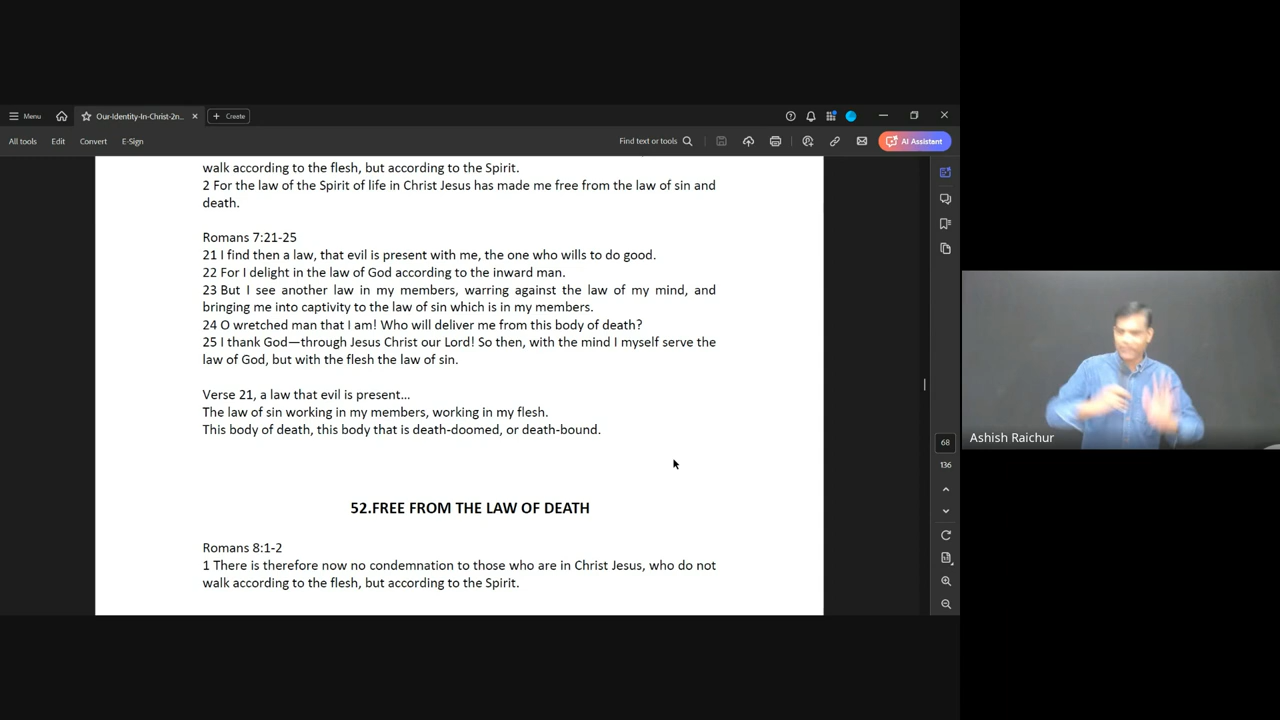 Menu
Our-Identity-In-Christ-2n...
Create
All tools
Edit
Convert
E-Sign
Find text or tools
AI Assistant
walk according to the flesh, but according to the Spirit.
2 For the law of the Spirit of life in Christ Jesus has made me free from the law of sin and
death.
Romans 7:21-25
21 I find then a law, that evil is present with me, the one who wills to do good.
22 For I delight in the law of God according to the inward man.
23 But I see another law in my members, warring against the law of my mind, and
bringing me into captivity to the law of sin which is in my members.
24 O wretched man that I am! Who will deliver me from this body of death?
25 I thank God—through Jesus Christ our Lord! So then, with the mind I myself serve the
law of God, but with the flesh the law of sin.
Verse 21, a law that evil is present...
The law of sin working in my members, working in my flesh.
This body of death, this body that is death-doomed, or death-bound.
52.FREE FROM THE LAW OF DEATH
Romans 8:1-2
1 There is therefore now no condemnation to those who are in Christ Jesus, who do not
walk according to the flesh, but according to the Spirit.
68
136
Ashish Raichur